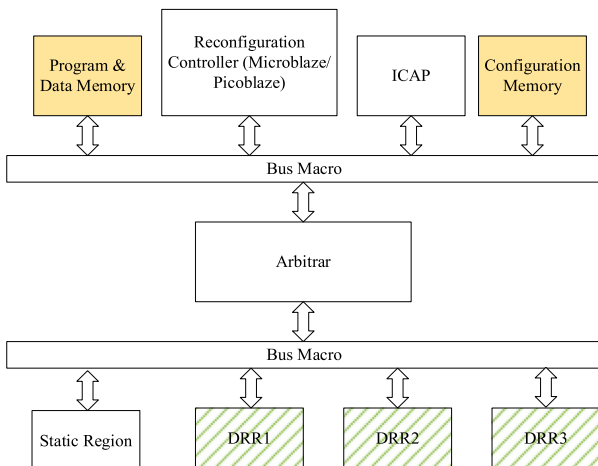 Program &
Data Memory
Reconfiguration
Controller (Microblaze/
Picoblaze)
ICAP
Configuration
Memory
Bus Macro
Arbitrar
Bus Macro
Static Region
DRR1
DRR2
DRR3